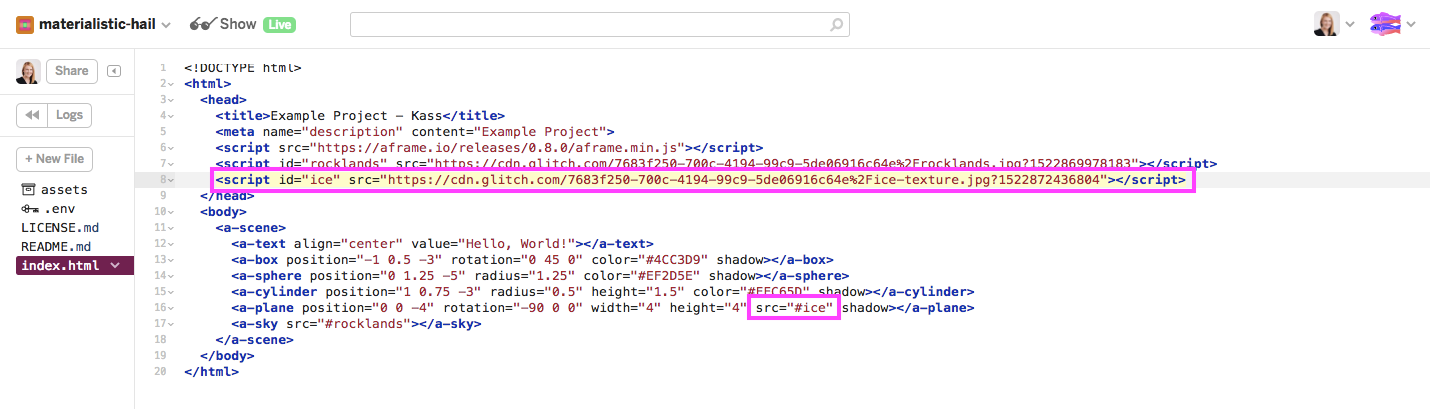 materialistic-hail Show Live
Share
Logs
+ New File
assets
.env
LICENSE.md
README.md
index.html
1 <!DOCTYPE html>
2 <html>
3 <head>
4 <title>Example Project – Kass</title>
5 <meta name="description" content="Example Project">
6 <script src="https://aframe.io/releases/0.8.0/aframe.min.js"></script>
7 <script id="rocklands" src="https://cdn.glitch.com/7683f250-700c-4194-99c9-5de06916c64e%2Frocklands.jpg?1522869978183"></script>
8 <script id="ice" src="https://cdn.glitch.com/7683f250-700c-4194-99c9-5de06916c64e%2Fice-texture.jpg?1522872436804"></script>
9 </head>
10 <body>
11 <a-scene>
12 <a-text align="center" value="Hello, World!"></a-text>
13 <a-box position="-1 0.5 -3" rotation="0 45 0" color="#4CC3D9" shadow></a-box>
14 <a-sphere position="0 1.25 -5" radius="1.25" color="#EF2D5E" shadow></a-sphere>
15 <a-cylinder position="1 0.75 -3" radius="0.5" height="1.5" color="#FFC65D" shadow></a-cylinder>
16 <a-plane position="0 0 -4" rotation="-90 0 0" width="4" height="4" src="#ice" shadow></a-plane>
17 <a-sky src="#rocklands"></a-sky>
18 </a-scene>
19 </body>
20 </html>